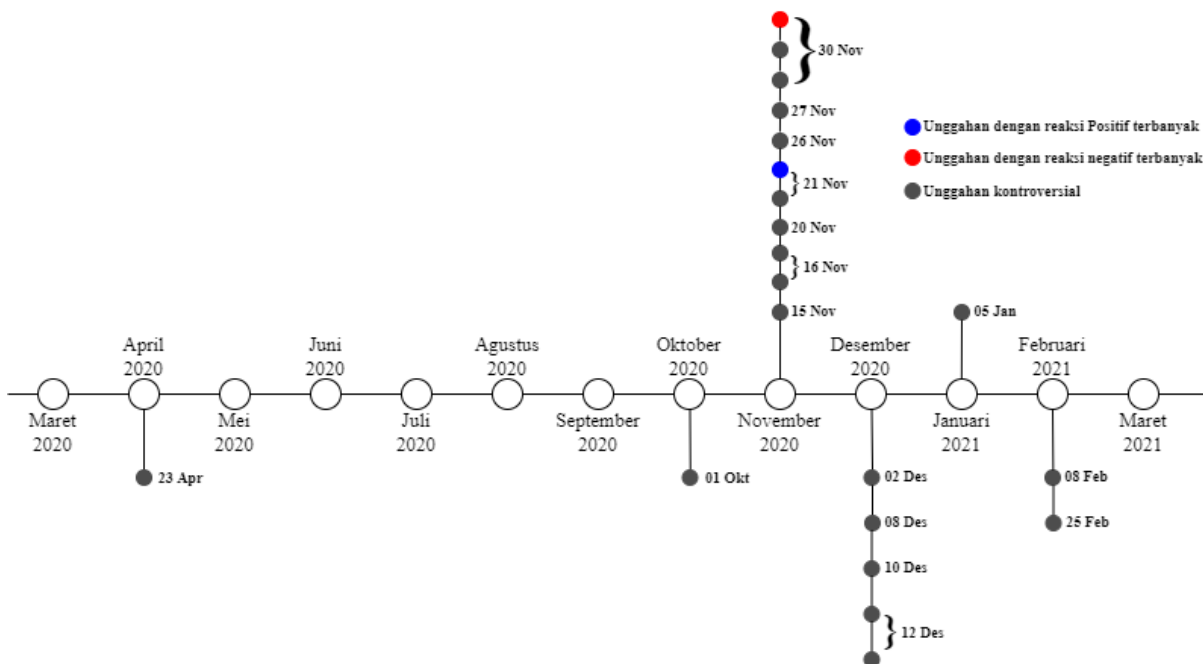 30 Nov
27 Nov
26 Nov
21 Nov
20 Nov
16 Nov
15 Nov
Unggahan dengan reaksi Positif terbanyak
Unggahan dengan reaksi negatif terbanyak
Unggahan kontroversial
05 Jan
April
2020
Juni
2020
Agustus
2020
Oktober
2020
Desember
2020
Februari
2021
Maret
2020
Mei
2020
Juli
2020
September
2020
November
2020
Januari
2021
Maret
2021
23 Apr
01 Okt
02 Des
08 Des
10 Des
12 Des
08 Feb
25 Feb